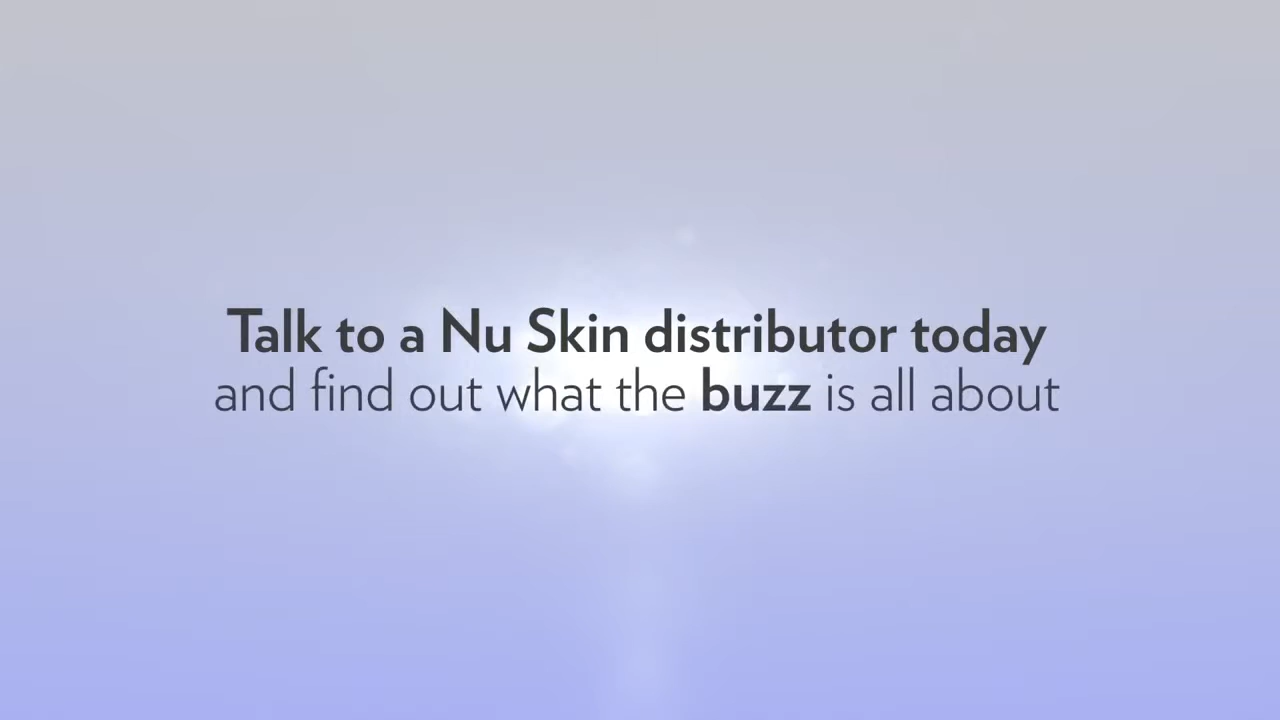 Talk to a Nu Skin distributor today
and find out what the buzz is all about